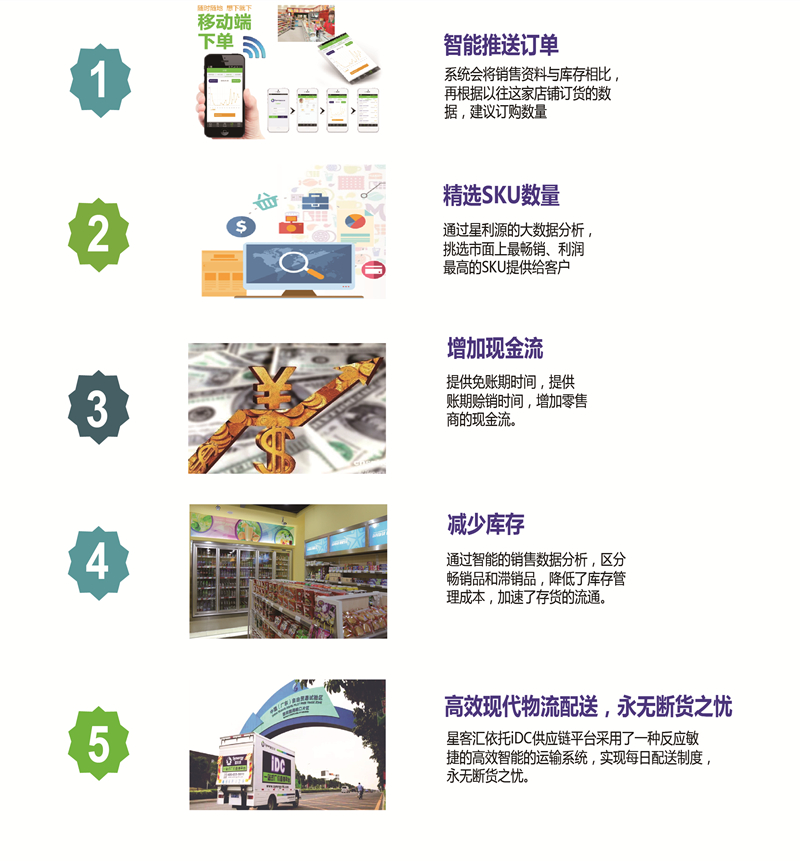 随时随地 想下就下
移动端
下单
1
智能推送订单
系统会将销售资料与库存相比，
再根据以往这家店铺订货的数
据，建议订购数量
2
$
精选SKU数量
通过星利源的大数据分析，
挑选市面上最畅销、利润
最高的SKU提供给客户
3
¥
$
增加现金流
提供免账期时间，提供
账期赊销时间，增加零售
商的现金流。
4
减少库存
通过智能的销售数据分析，区分
畅销品和滞销品，降低了库存管
理成本，加速了存货的流通。
5
iDC
高效现代物流配送，永无断货之忧
星客汇依托iDC供应链平台采用了一种反应敏
捷的高效智能的运输系统，实现每日配送制度，
永无断货之忧。